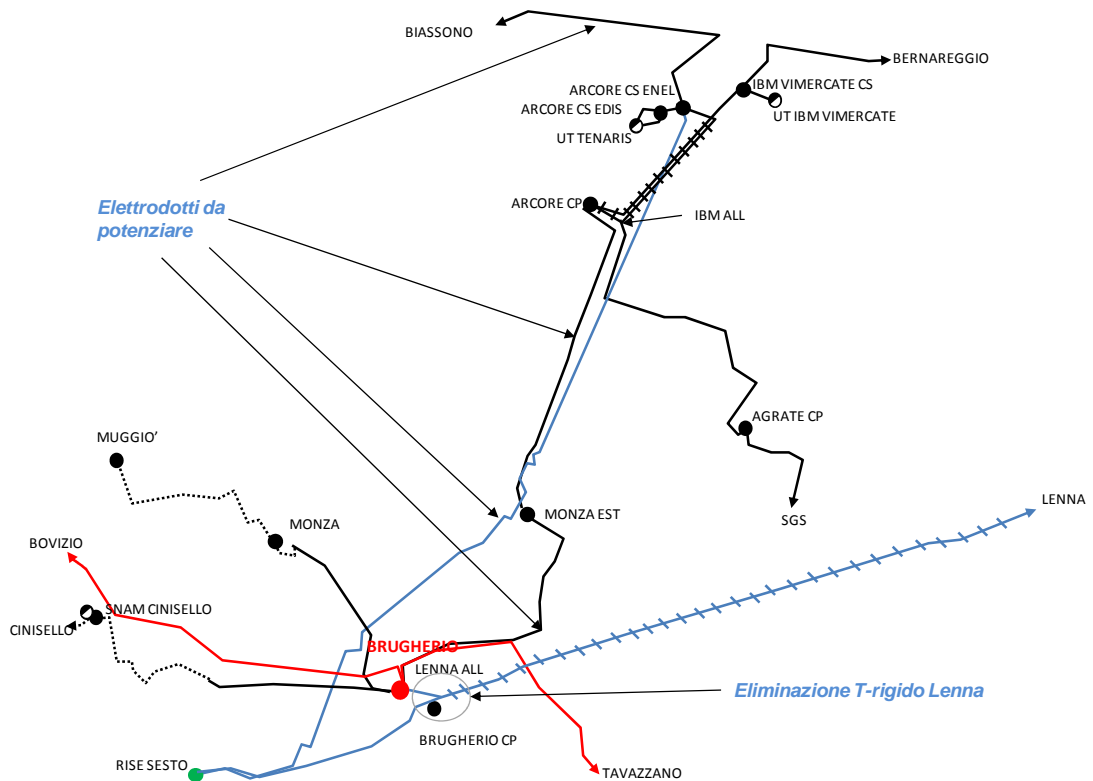 BIASSONO
BERNAREGGIO
ARCORE CS ENEL
IBM VIMERCATE CS
ARCORE CS EDIS
UT IBM VIMERCATE
UT TENARIS
Elettrodotti da
potenziare
ARCORE CP
IBM ALL
AGRATE CP
MUGGIO’
MONZA
MONZA EST
SGS
LENNA
BOVIZIO
SNAM CINISELLO
CINISELLO
BRUGHERIO
LENNA ALL
Eliminazione T-rigido Lenna
BRUGHERIO CP
RISE SESTO
TAVAZZANO